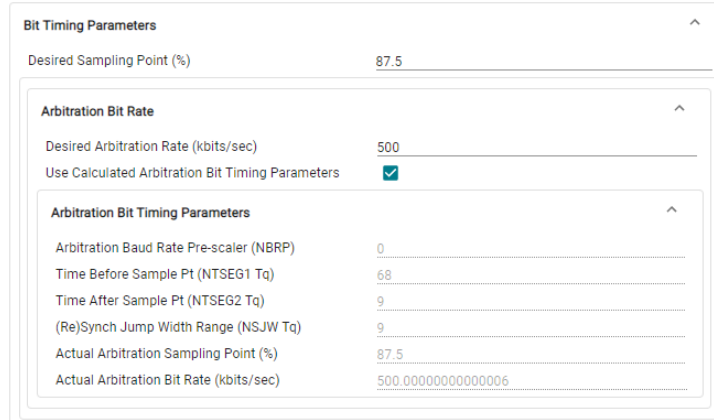 Bit Timing Parameters
Desired Sampling Point (%) 87.5
Arbitration Bit Rate
Desired Arbitration Rate (kbits/sec) 500
Use Calculated Arbitration Bit Timing Parameters
Arbitration Bit Timing Parameters
Arbitration Baud Rate Pre-scaler (NBRP) 0
Time Before Sample Pt (NTSEG1 Tq) 68
Time After Sample Pt (NTSEG2 Tq) 9
(Re)Synch Jump Width Range (NSJW Tq) 9
Actual Arbitration Sampling Point (%) 87.5
Actual Arbitration Bit Rate (kbits/sec) 500.00000000000006